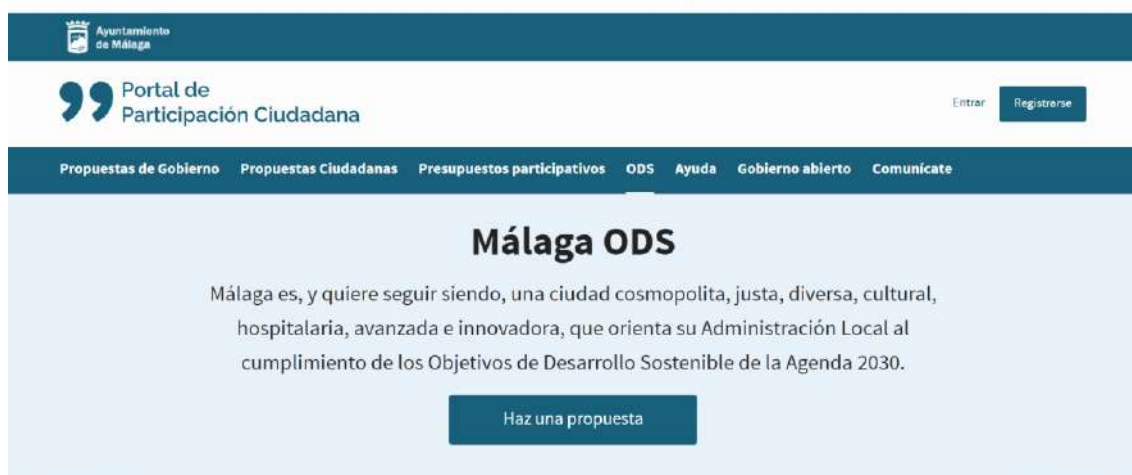 Ayuntamiento
de Málaga
Portal de
Participación Ciudadana
Entrar
Registrarse
Propuestas de Gobierno Propuestas Ciudadanas Presupuestos participativos ODS Ayuda Gobierno abierto Comunícate
Málaga ODS
Málaga es, y quiere seguir siendo, una ciudad cosmopolita, justa, diversa, cultural,
hospitalaria, avanzada e innovadora, que orienta su Administración Local al
cumplimiento de los Objetivos de Desarrollo Sostenible de la Agenda 2030.
Haz una propuesta